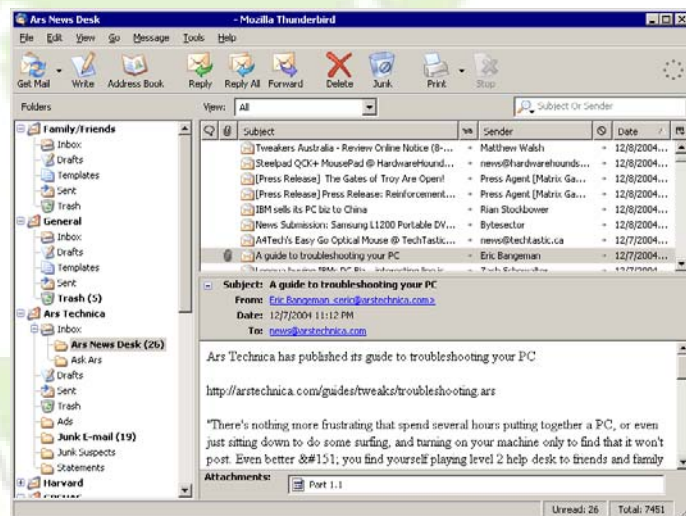 Ars News Desk - Mozilla Thunderbird
File Edit View Go Message Tools Help
Get Mail Write Address Book Reply Reply All Forward Delete Junk Print Stop
Folders
View: All
Subject Or Sender
Family/Friends
Inbox
Drafts
Templates
Sent
Trash
General
Inbox
Drafts
Templates
Sent
Trash (5)
Ars Technica
Inbox
Ars News Desk (26)
Ask Ars
Drafts
Sent
Trash
Ads
Junk E-mail (19)
Junk Suspects
Statements
Harvard
Subject Sender Date
Tweakers Australia - Review Online Notice (8-... Matthew Walsh 12/8/2004...
Steelpad QCK+ MousePad @ HardwareHound... news@hardwarehounds... 12/8/2004...
[Press Release] The Gates of Troy Are Open! Press Agent [Matrix Ga... 12/8/2004...
[Press Release] Press Release: Reinforcement... Press Agent [Matrix Ga... 12/8/2004...
IBM sells its PC biz to China Rian Stockbower 12/8/2004...
News Submission: Samsung L1200 Portable DV... Bytesector 12/8/2004...
A4Tech's Easy Go Optical Mouse @ TechTastic... news@techtastic.ca 12/7/2004...
A guide to troubleshooting your PC Eric Bangeman 12/7/2004...
Subject: A guide to troubleshooting your PC
From: Eric Bangeman <eric@arstechnica.com>
Date: 12/7/2004 11:12 PM
To: news@arstechnica.com
Ars Technica has published its guide to troubleshooting your PC
http://arstechnica.com/guides/tweaks/troubleshooting.ars
"There's nothing more frustrating that spend several hours putting together a PC, or even
just sitting down to do some surfing, and turning on your machine only to find that it won't
post. Even better &#151; you find yourself playing level 2 help desk to friends and family
Attachments: Part 1.1
Unread: 26 Total: 7451